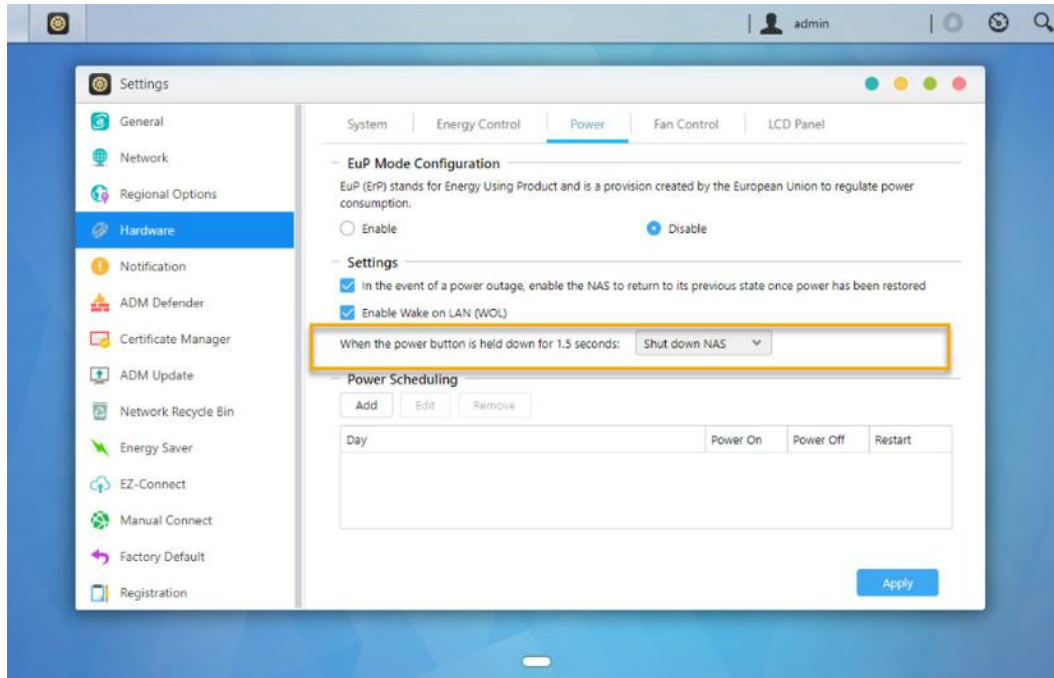 admin
Settings
General
Network
Regional Options
Hardware
Notification
ADM Defender
Certificate Manager
ADM Update
Network Recycle Bin
Energy Saver
EZ-Connect
Manual Connect
Factory Default
Registration
System Energy Control Power Fan Control LCD Panel
EuP Mode Configuration
EuP (ErP) stands for Energy Using Product and is a provision created by the European Union to regulate power
consumption.
Enable Disable
Settings
In the event of a power outage, enable the NAS to return to its previous state once power has been restored
Enable Wake on LAN (WOL)
When the power button is held down for 1.5 seconds: Shut down NAS
Power Scheduling
Add Edit Remove
Day Power On Power Off Restart
Apply